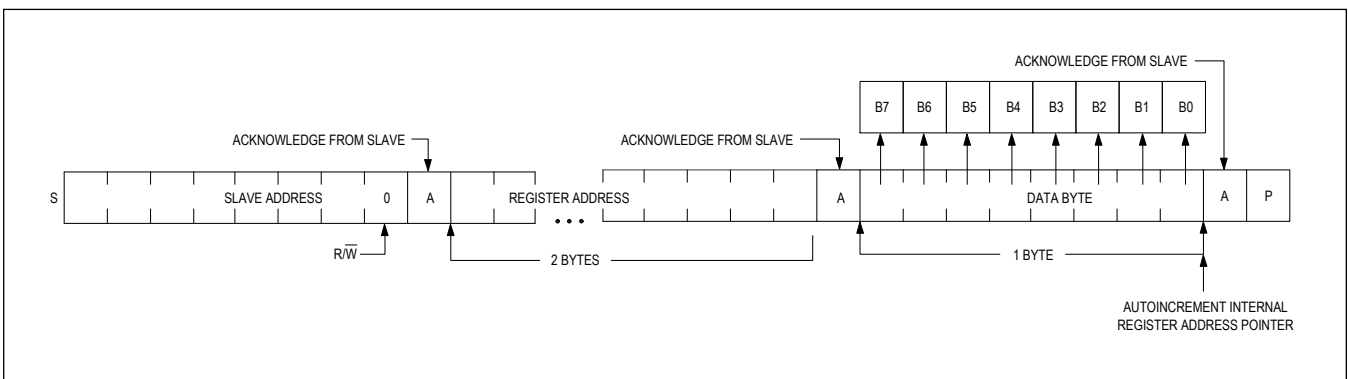 ACKNOWLEDGE FROM SLAVE
B7 B6 B5 B4 B3 B2 B1 B0
ACKNOWLEDGE FROM SLAVE
ACKNOWLEDGE FROM SLAVE
S SLAVE ADDRESS 0 A REGISTER ADDRESS A DATA BYTE A P
R/W̅
2 BYTES
1 BYTE
AUTOINCREMENT INTERNAL
REGISTER ADDRESS POINTER